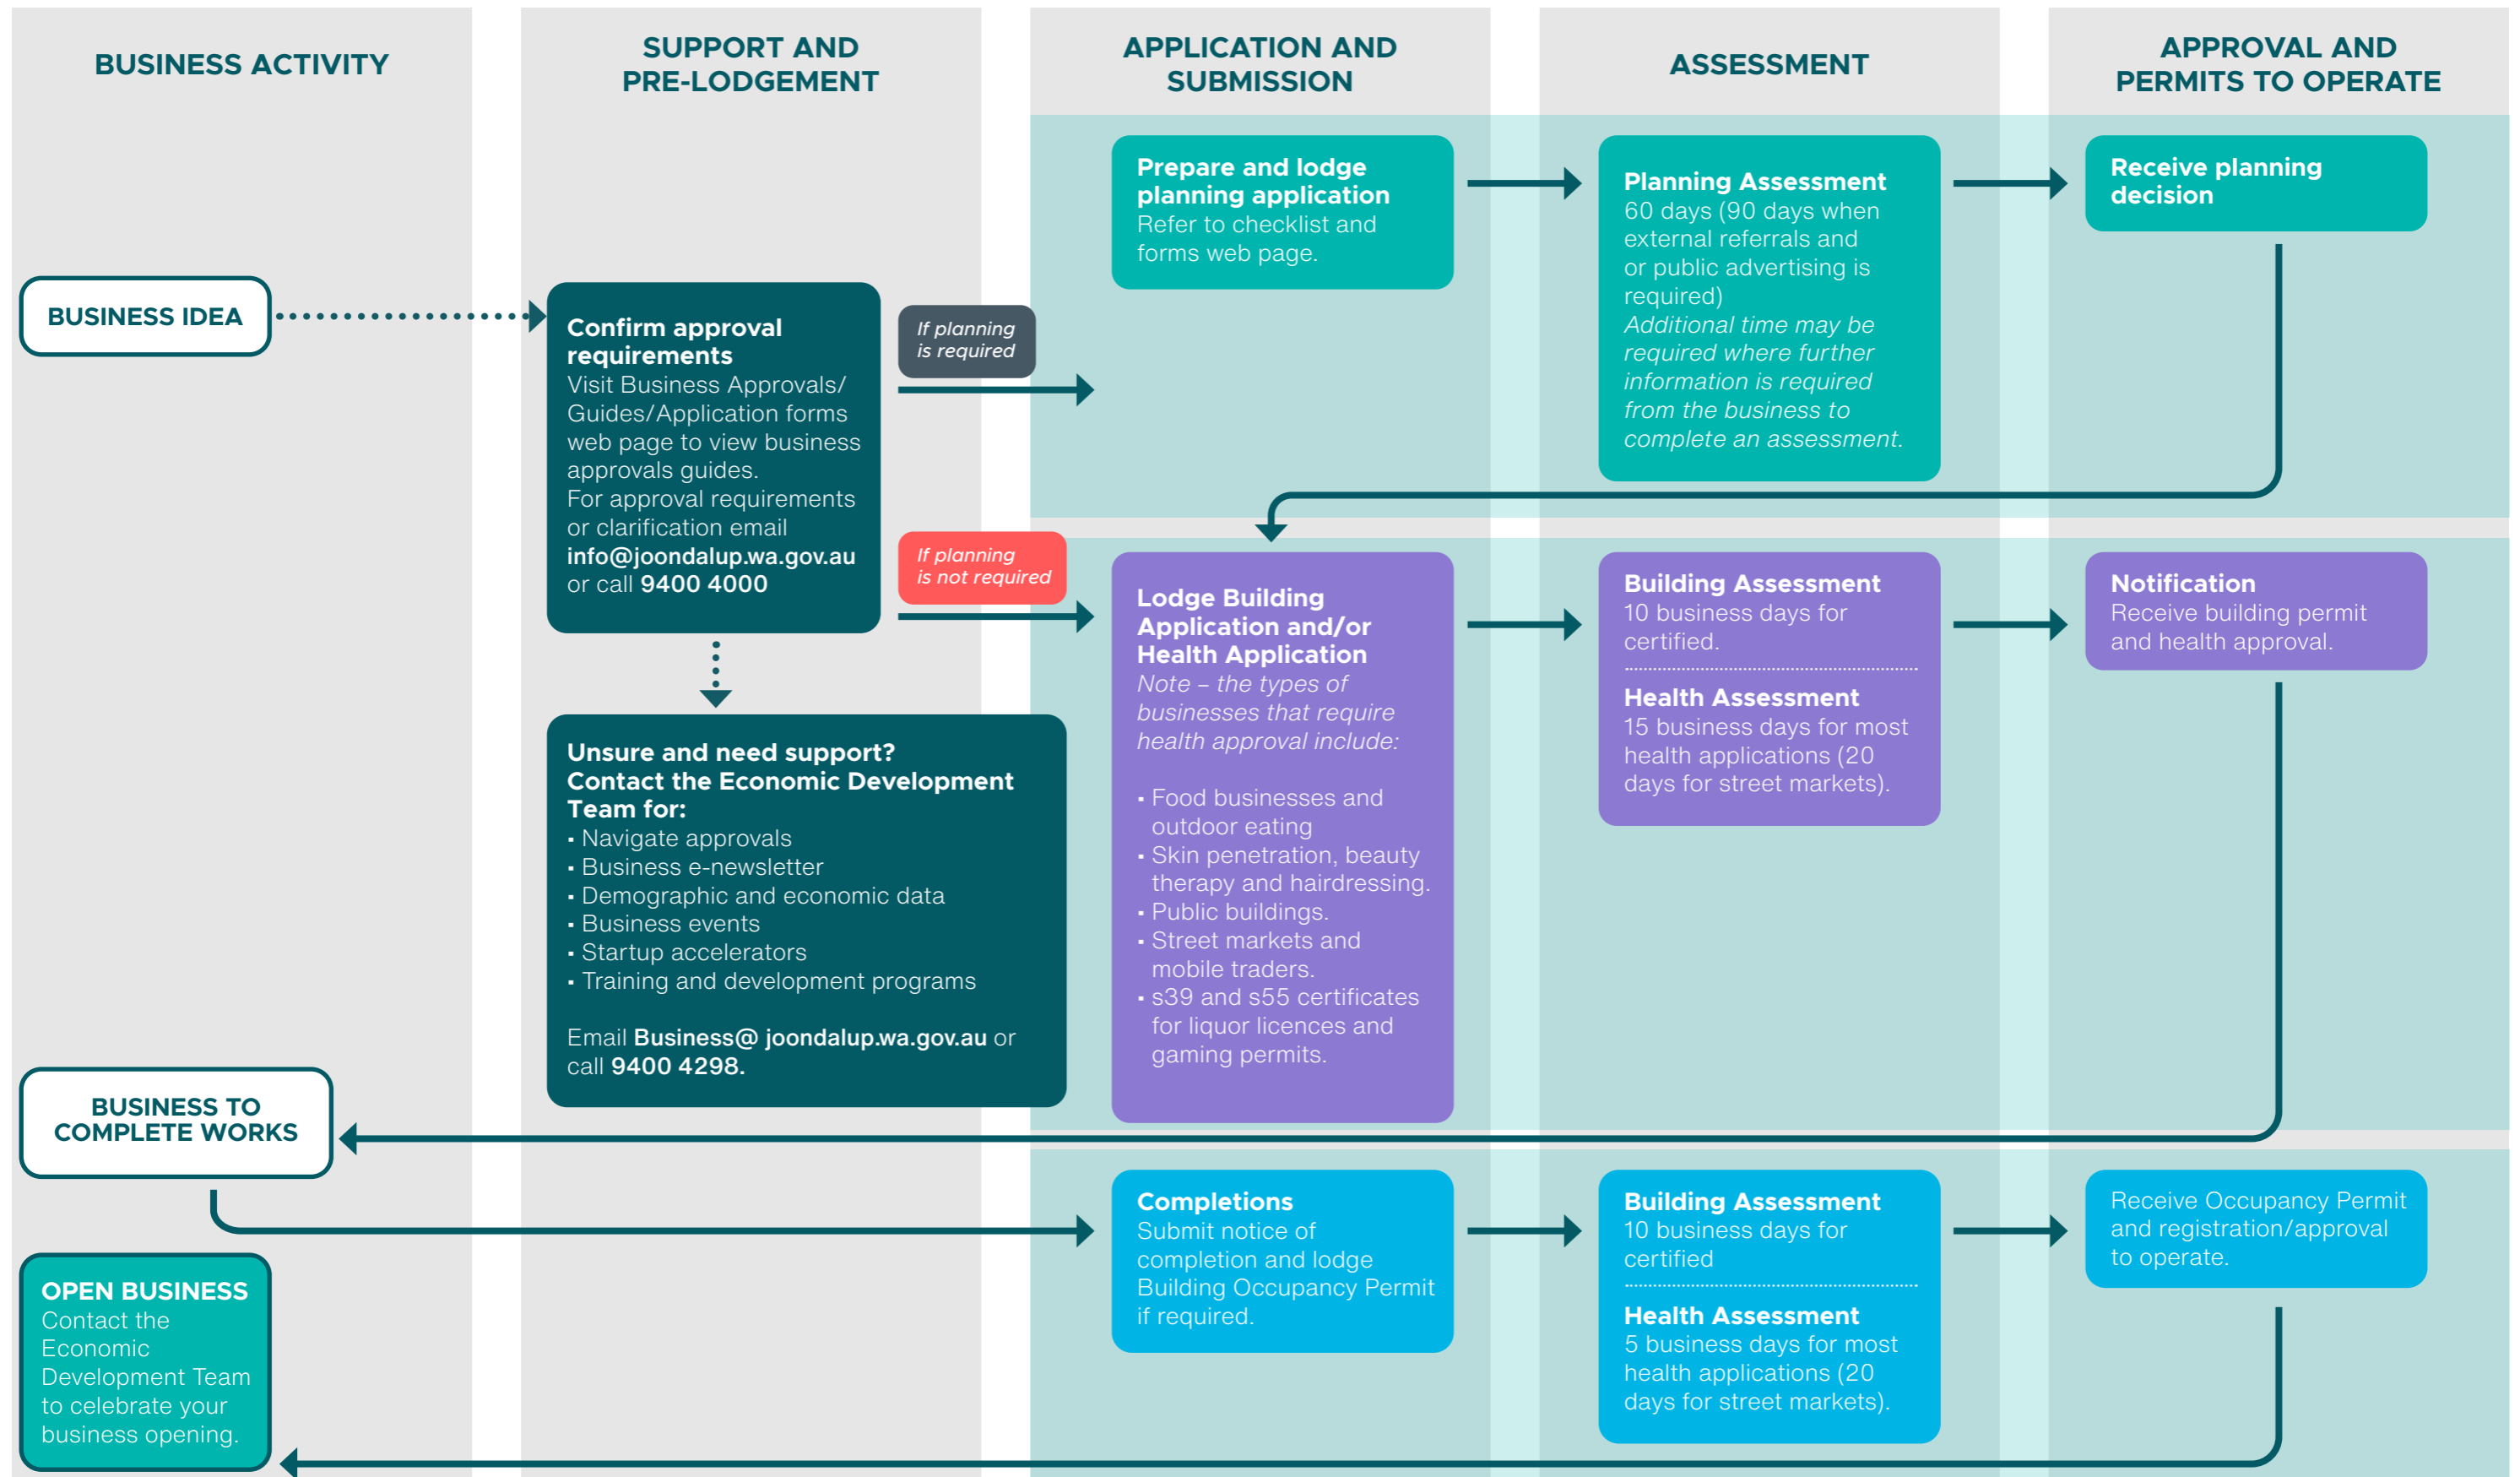 BUSINESS ACTIVITY
SUPPORT AND
PRE-LODGEMENT
APPLICATION AND
SUBMISSION
ASSESSMENT
APPROVAL AND
PERMITS TO OPERATE
BUSINESS IDEA
Confirm approval
requirements
Visit Business Approvals/
Guides/Application forms
web page to view business
approvals guides.
For approval requirements
or clarification email
info@joondalup.wa.gov.au
or call 9400 4000
If planning
is required
Prepare and lodge
planning application
Refer to checklist and
forms web page.
Planning Assessment
60 days (90 days when
external referrals and
or public advertising is
required)
Additional time may be
required where further
information is required
from the business to
complete an assessment.
Receive planning
decision
If planning
is not required
Lodge Building
Application and/or
Health Application
Note – the types of
businesses that require
health approval include:
▪ Food businesses and
outdoor eating
▪ Skin penetration, beauty
therapy and hairdressing.
▪ Public buildings.
▪ Street markets and
mobile traders.
▪ s39 and s55 certificates
for liquor licences and
gaming permits.
Building Assessment
10 business days for
certified.
Health Assessment
15 business days for most
health applications (20
days for street markets).
Notification
Receive building permit
and health approval.
Unsure and need support?
Contact the Economic Development
Team for:
▪ Navigate approvals
▪ Business e-newsletter
▪ Demographic and economic data
▪ Business events
▪ Startup accelerators
▪ Training and development programs
Email Business@ joondalup.wa.gov.au or
call 9400 4298.
BUSINESS TO
COMPLETE WORKS
Completions
Submit notice of
completion and lodge
Building Occupancy Permit
if required.
Building Assessment
10 business days for
certified
Health Assessment
5 business days for most
health applications (20
days for street markets).
Receive Occupancy Permit
and registration/approval
to operate.
OPEN BUSINESS
Contact the
Economic
Development Team
to celebrate your
business opening.